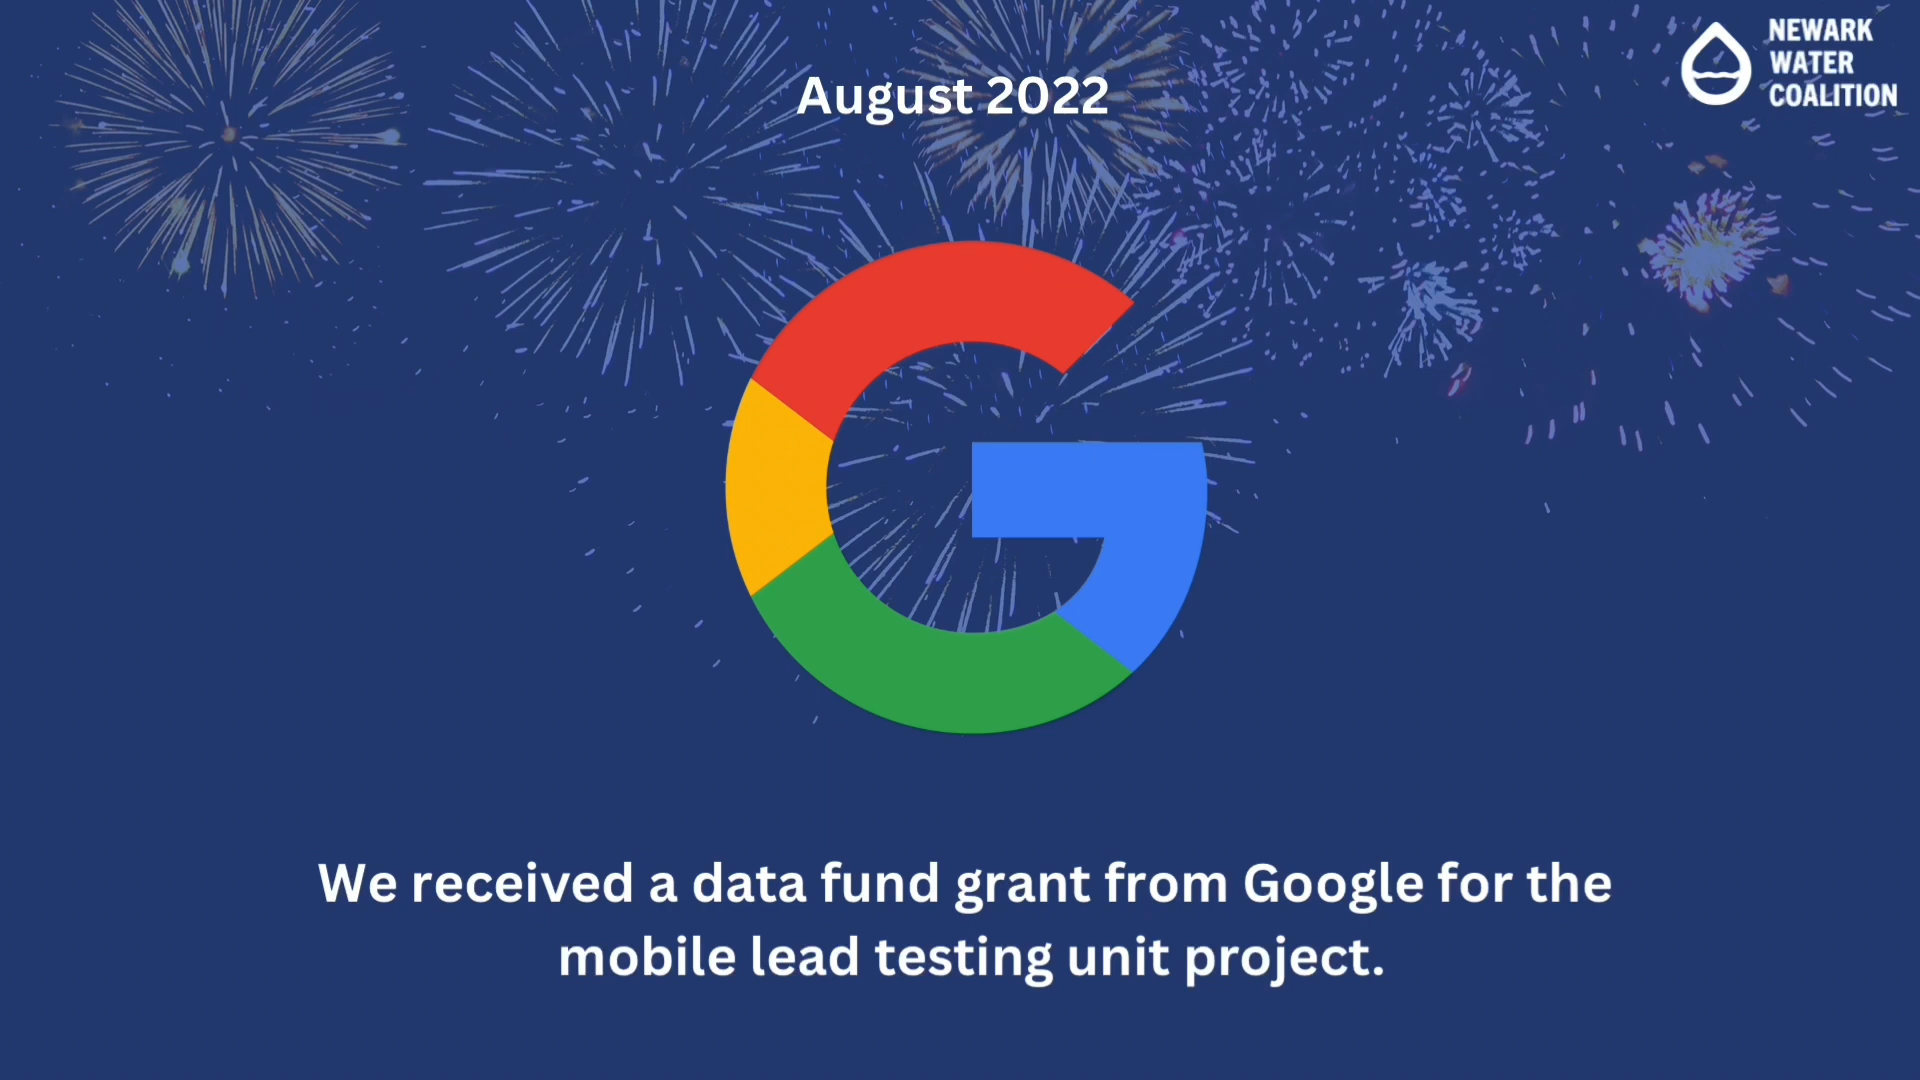 August 2022
NEWARK
WATER
COALITION
We received a data fund grant from Google for the
mobile lead testing unit project.